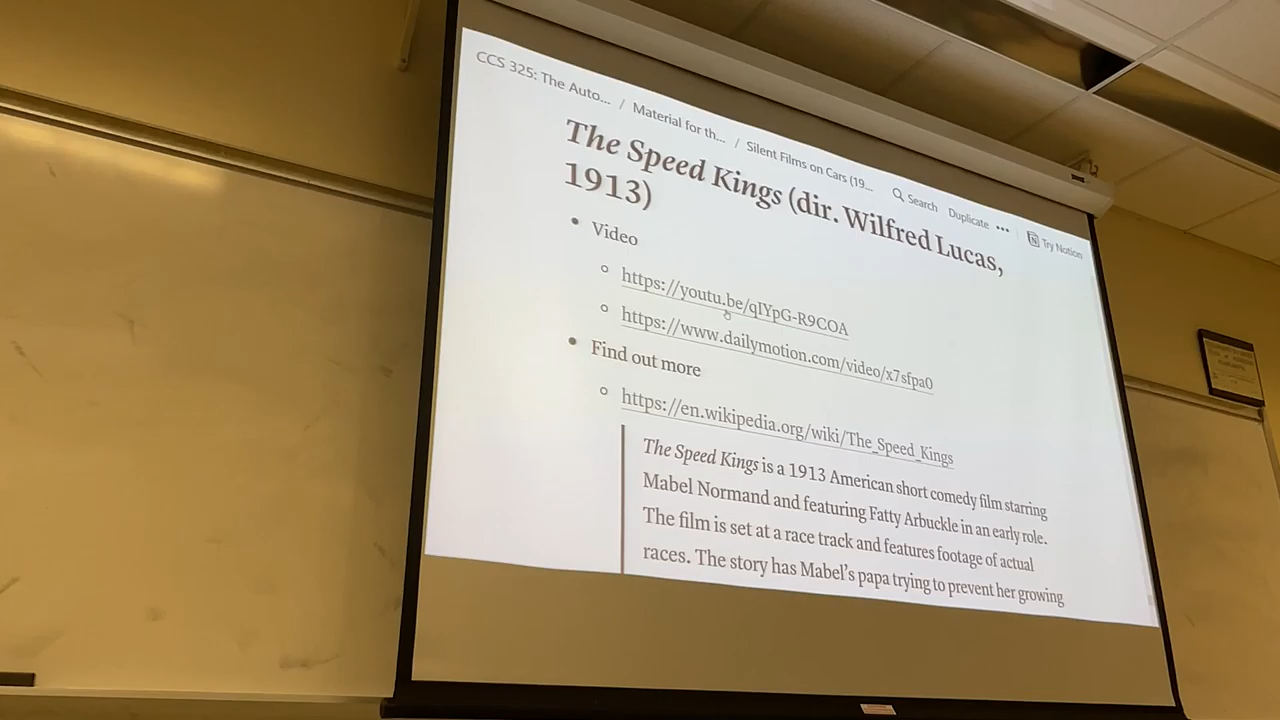 CCS 325: The Auto... / Material for th... / Silent Films on Cars (19... Search Duplicate ••• Try Notion
The Speed Kings (dir. Wilfred Lucas,
1913)
• Video
◦ https://youtu.be/qIYpG-R9COA
◦ https://www.dailymotion.com/video/x7sfpa0
• Find out more
◦ https://en.wikipedia.org/wiki/The_Speed_Kings
The Speed Kings is a 1913 American short comedy film starring
Mabel Normand and featuring Fatty Arbuckle in an early role.
The film is set at a race track and features footage of actual
races. The story has Mabel's papa trying to prevent her growing